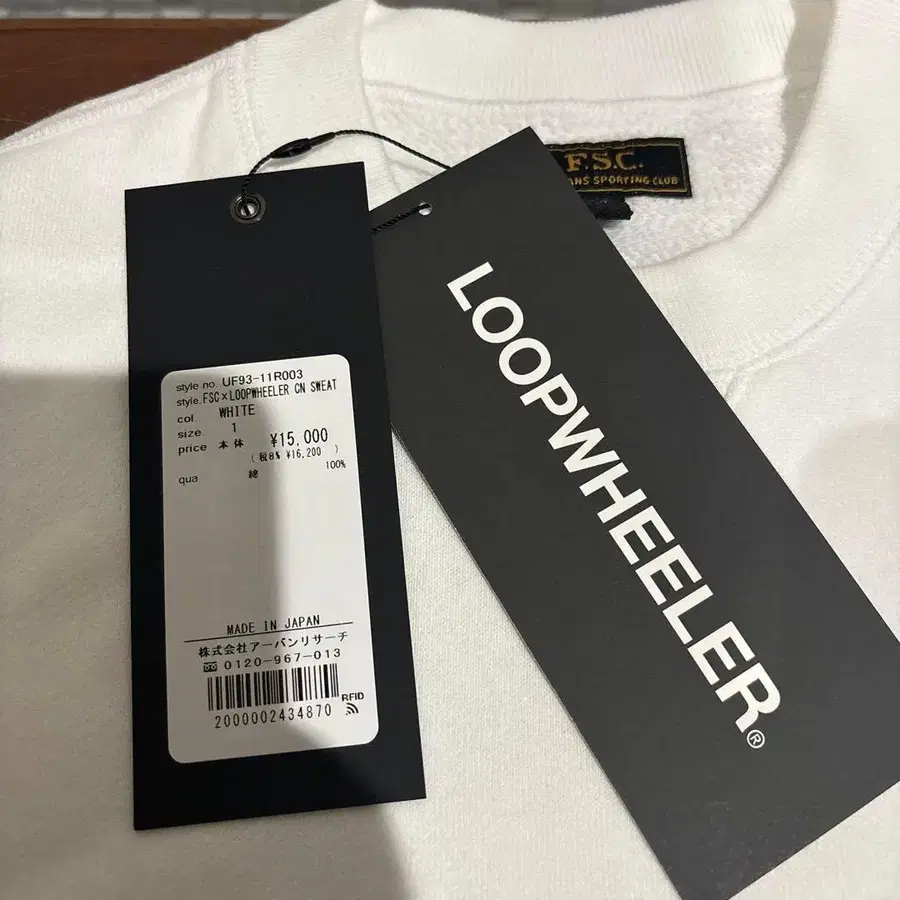 F.S.C.
SPORTING CLUB
LOOPWHEELER®
style no. UF93-11R003
style. FSC×LOOPWHEELER CN SWEAT
col. WHITE
size 1
price 本体 ¥15,000
(税8% ¥16,200 )
qua 綿 100%
MADE IN JAPAN
株式会社アーバンリサーチ
0120-967-013
RFID
2000002434870